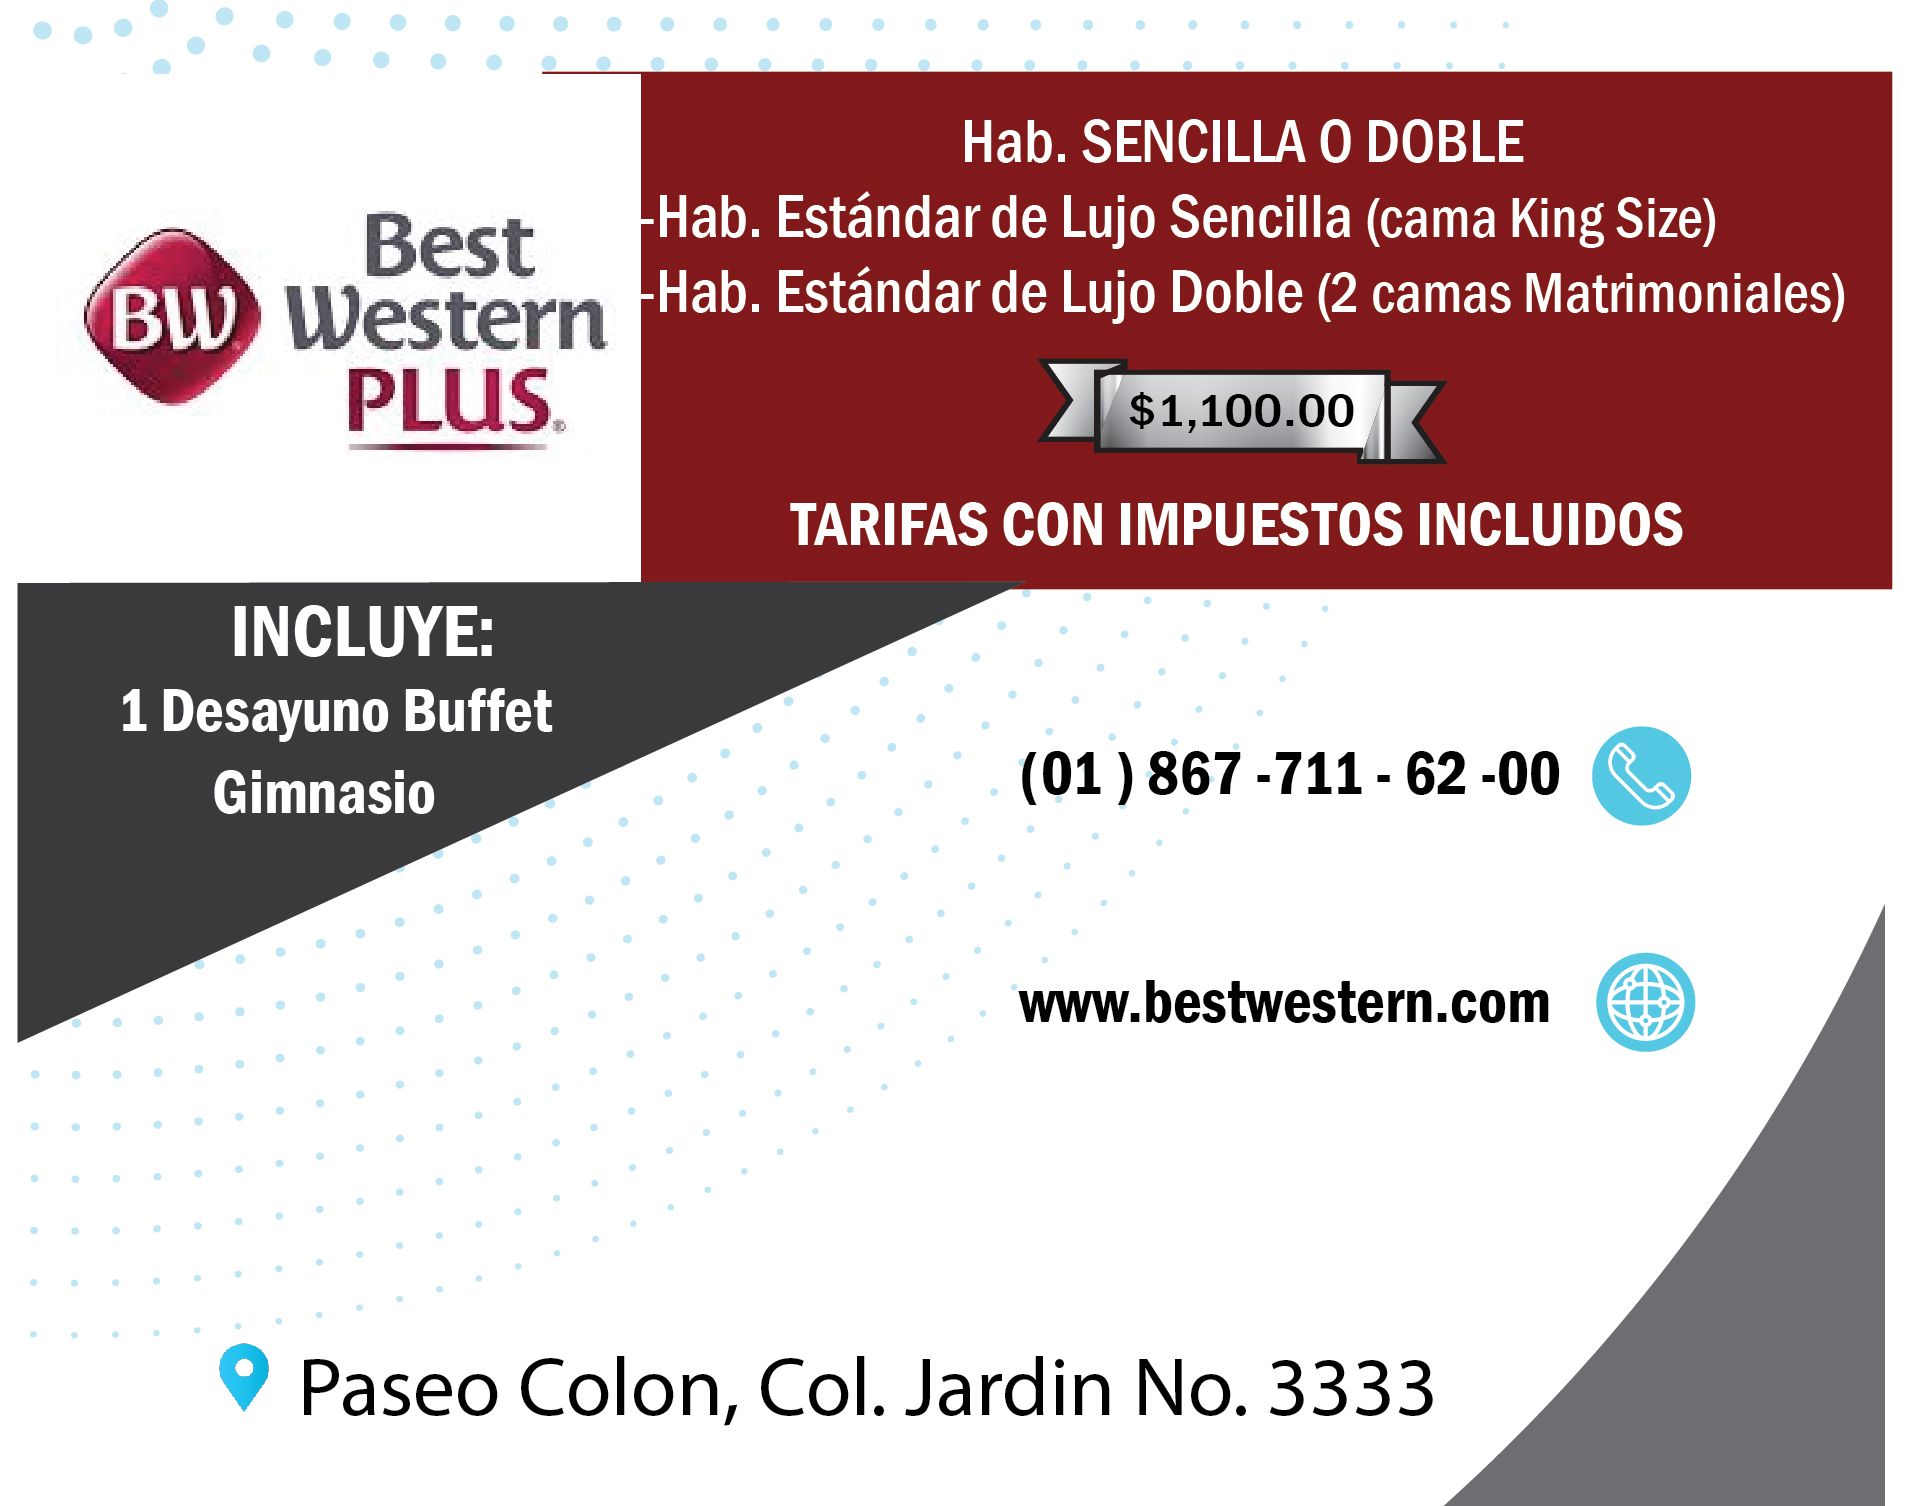 BW
Best
Western
PLUS®
Hab. SENCILLA O DOBLE
-Hab. Estándar de Lujo Sencilla (cama King Size)
-Hab. Estándar de Lujo Doble (2 camas Matrimoniales)
$1,100.00
TARIFAS CON IMPUESTOS INCLUIDOS
INCLUYE:
1 Desayuno Buffet
Gimnasio
(01 ) 867 -711 - 62 -00
www.bestwestern.com
Paseo Colon, Col. Jardin No. 3333